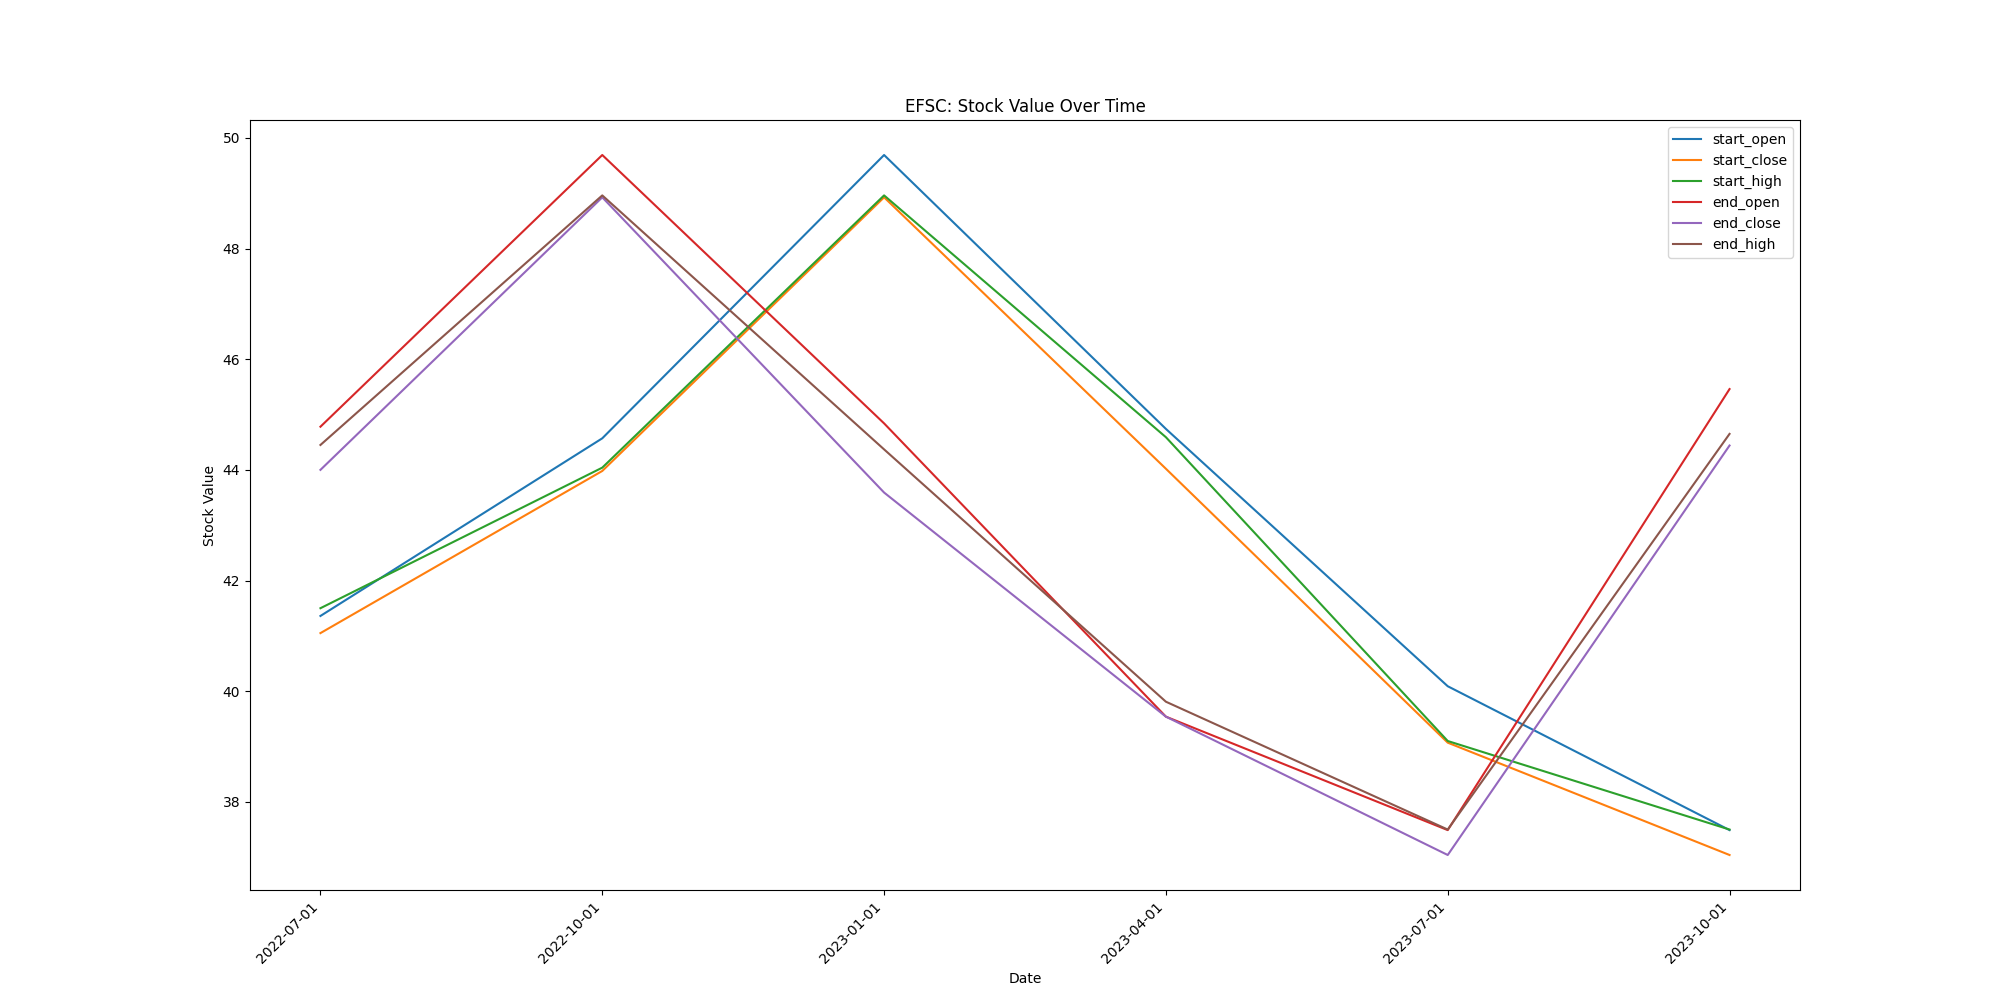 EFSC: Stock Value Over Time
start_open
start_close
start_high
end_open
end_close
end_high
50
48
46
44
42
40
38
Stock Value
2022-07-01
2022-10-01
2023-01-01
2023-04-01
2023-07-01
2023-10-01
Date